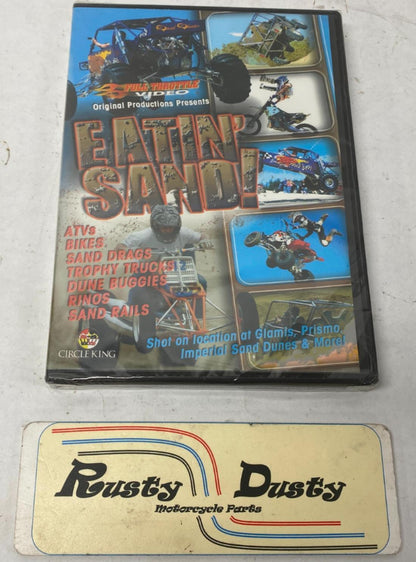 FULL THROTTLE
VIDEO
Original Productions Presents
EATIN'
SAND!
ATVs
BIKES
SAND DRAGS
TROPHY TRUCKS
DUNE BUGGIES
RINOS
SAND RAILS
Shot on location at Glamis, Prismo,
Imperial Sand Dunes & More!
CIRCLE KING
Rusty Dusty
Motorcycle Parts